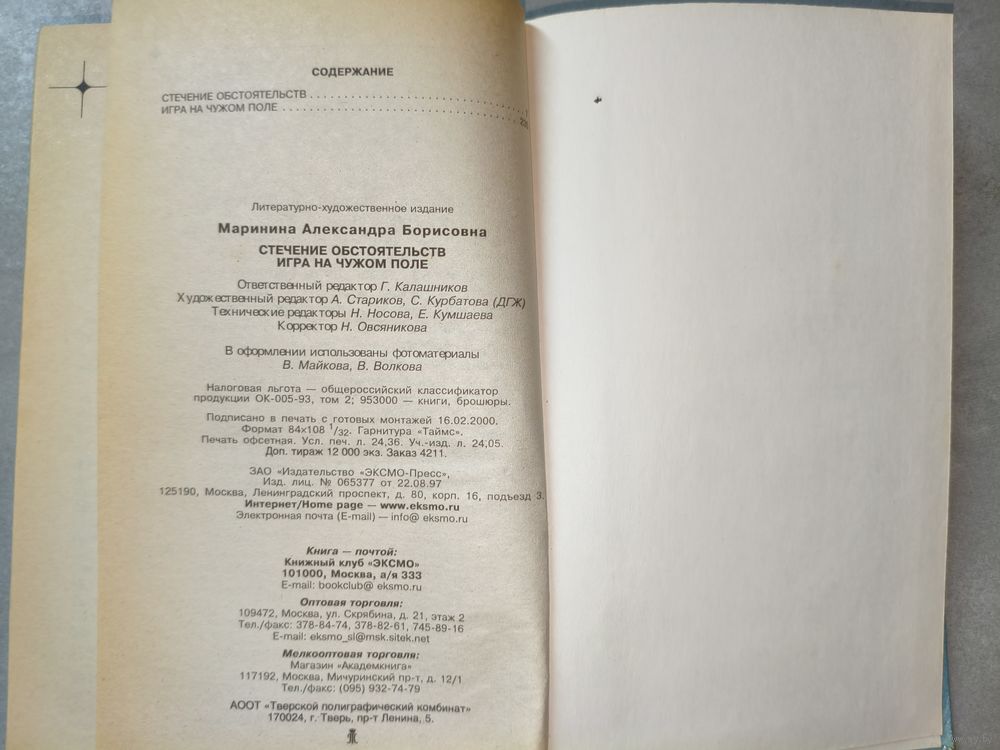 СОДЕРЖАНИЕ
СТЕЧЕНИЕ ОБСТОЯТЕЛЬСТВ
ИГРА НА ЧУЖОМ ПОЛЕ
Литературно-художественное издание
Маринина Александра Борисовна
СТЕЧЕНИЕ ОБСТОЯТЕЛЬСТВ
ИГРА НА ЧУЖОМ ПОЛЕ
Ответственный редактор Г. Калашников
Художественный редактор А. Стариков, С. Курбатова (ДГЖ)
Технические редакторы Н. Носова, Е. Кумшаева
Корректор Н. Овсяникова
В оформлении использованы фотоматериалы
В. Майкова, В. Волкова
Налоговая льгота — общероссийский классификатор
продукции ОК-005-93, том 2; 953000 — книги, брошюры.
Подписано в печать с готовых монтажей 16.02.2000.
Формат 84х108 1/32. Гарнитура «Таймс».
Печать офсетная. Усл. печ. л. 24,36. Уч.-изд. л. 24,05.
Доп. тираж 12 000 экз. Заказ 4211.
ЗАО «Издательство «ЭКСМО-Пресс»,
Изд. лиц. № 065377 от 22.08.97
125190, Москва, Ленинградский проспект, д. 80, корп. 16, подъезд 3.
Интернет/Home page — www.eksmo.ru
Электронная почта (E-mail) — info@ eksmo.ru
Книга — почтой:
Книжный клуб «ЭКСМО»
101000, Москва, а/я 333
E-mail: bookclub@ eksmo.ru
Оптовая торговля:
109472, Москва, ул. Скрябина, д. 21, этаж 2
Тел./факс: 378-84-74, 378-82-61, 745-89-16
E-mail: eksmo_sl@msk.sitek.net
Мелкооптовая торговля:
Магазин «Академкнига»
117192, Москва, Мичуринский пр-т, д. 12/1
Тел./факс: (095) 932-74-79
АООТ «Тверской полиграфический комбинат»
170024, г. Тверь, пр-т Ленина, 5.